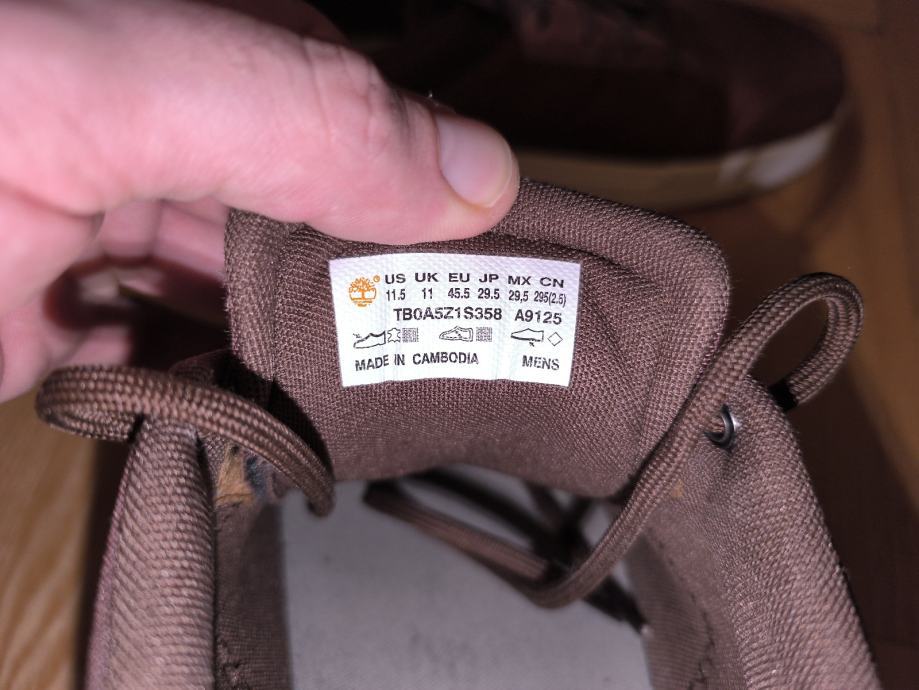 US UK EU JP MX CN
11.5 11 45.5 29.5 29,5 295(2.5)
TB0A5Z1S358 A9125
MADE IN CAMBODIA MENS